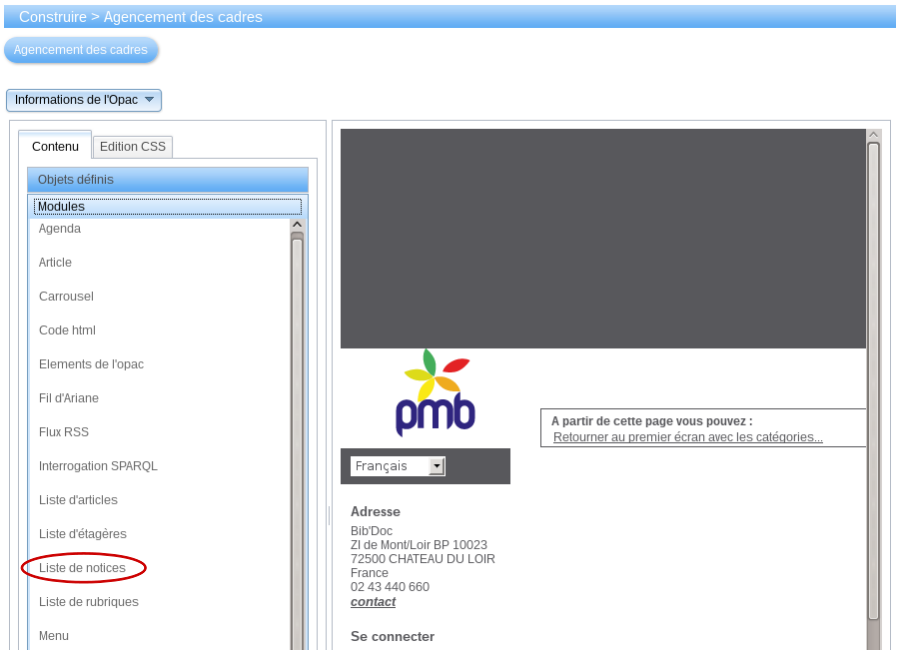 Construire > Agencement des cadres
Agencement des cadres
Informations de l'Opac
Contenu
Edition CSS
Objets définis
Modules
Agenda
Article
Carrousel
Code html
Elements de l'opac
Fil d'Ariane
Flux RSS
Interrogation SPARQL
Liste d'articles
Liste d'étagères
Liste de notices
Liste de rubriques
Menu
pmb
Français
Adresse
Bib'Doc
ZI de Mont/Loir BP 10023
72500 CHATEAU DU LOIR
France
02 43 440 660
contact
Se connecter
A partir de cette page vous pouvez :
Retourner au premier écran avec les catégories...